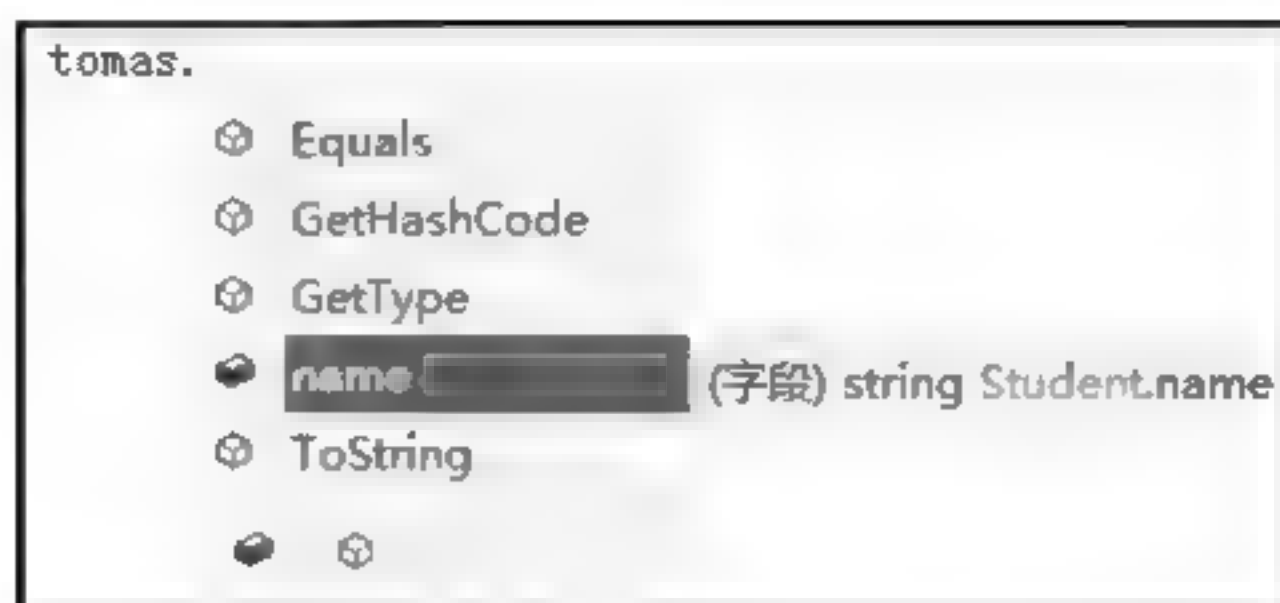 tomas.
Equals
GetHashCode
GetType
name (字段) string Student.name
ToString